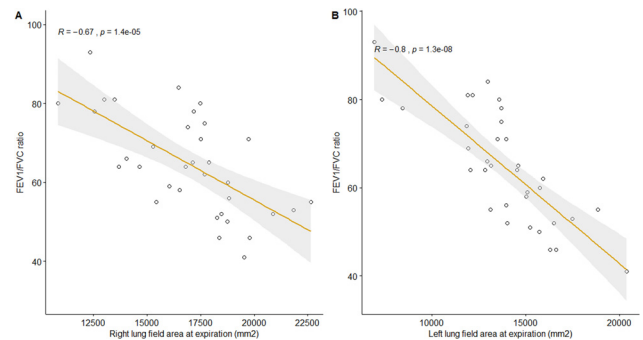 A
R = −0.67 , p = 1.4e-05
100
80
60
40
FEV1/FVC ratio
12500 15000 17500 20000 22500
Right lung field area at expiration (mm2)
B
R = −0.8 , p = 1.3e-08
100
80
60
40
FEV1/FVC ratio
10000 15000 20000
Left lung field area at expiration (mm2)